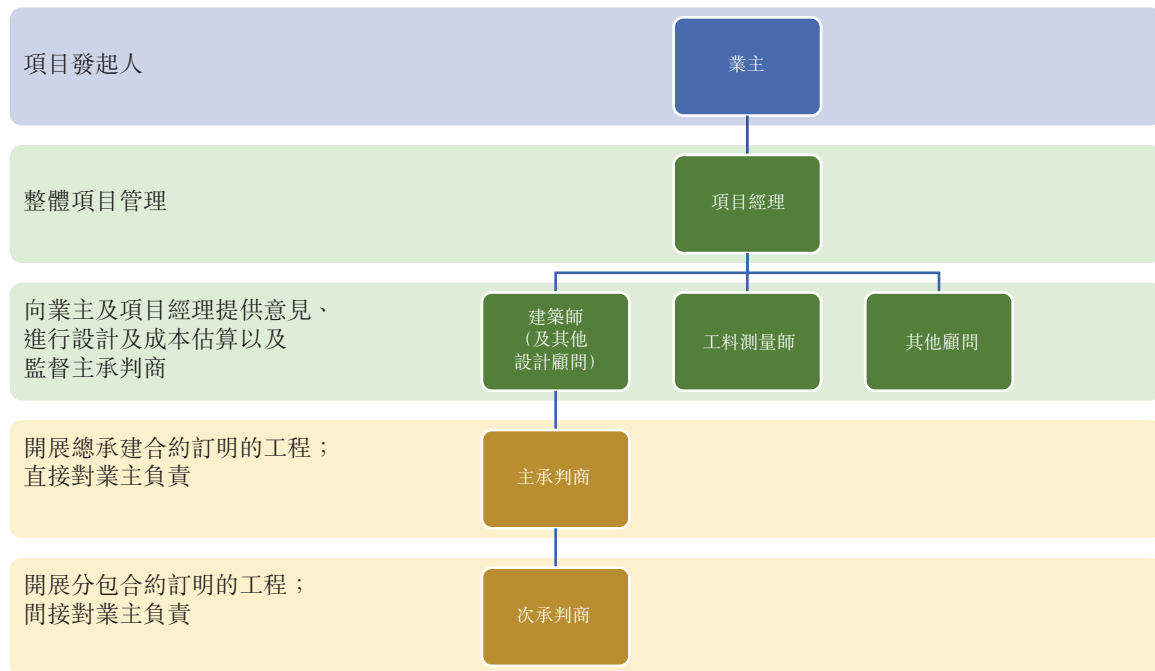 項目發起人
業主
整體項目管理
項目經理
向業主及項目經理提供意見、
進行設計及成本估算以及
監督主承判商
建築師
（及其他
設計顧問）
工料測量師
其他顧問
開展總承建合約訂明的工程；
直接對業主負責
主承判商
開展分包合約訂明的工程；
間接對業主負責
次承判商